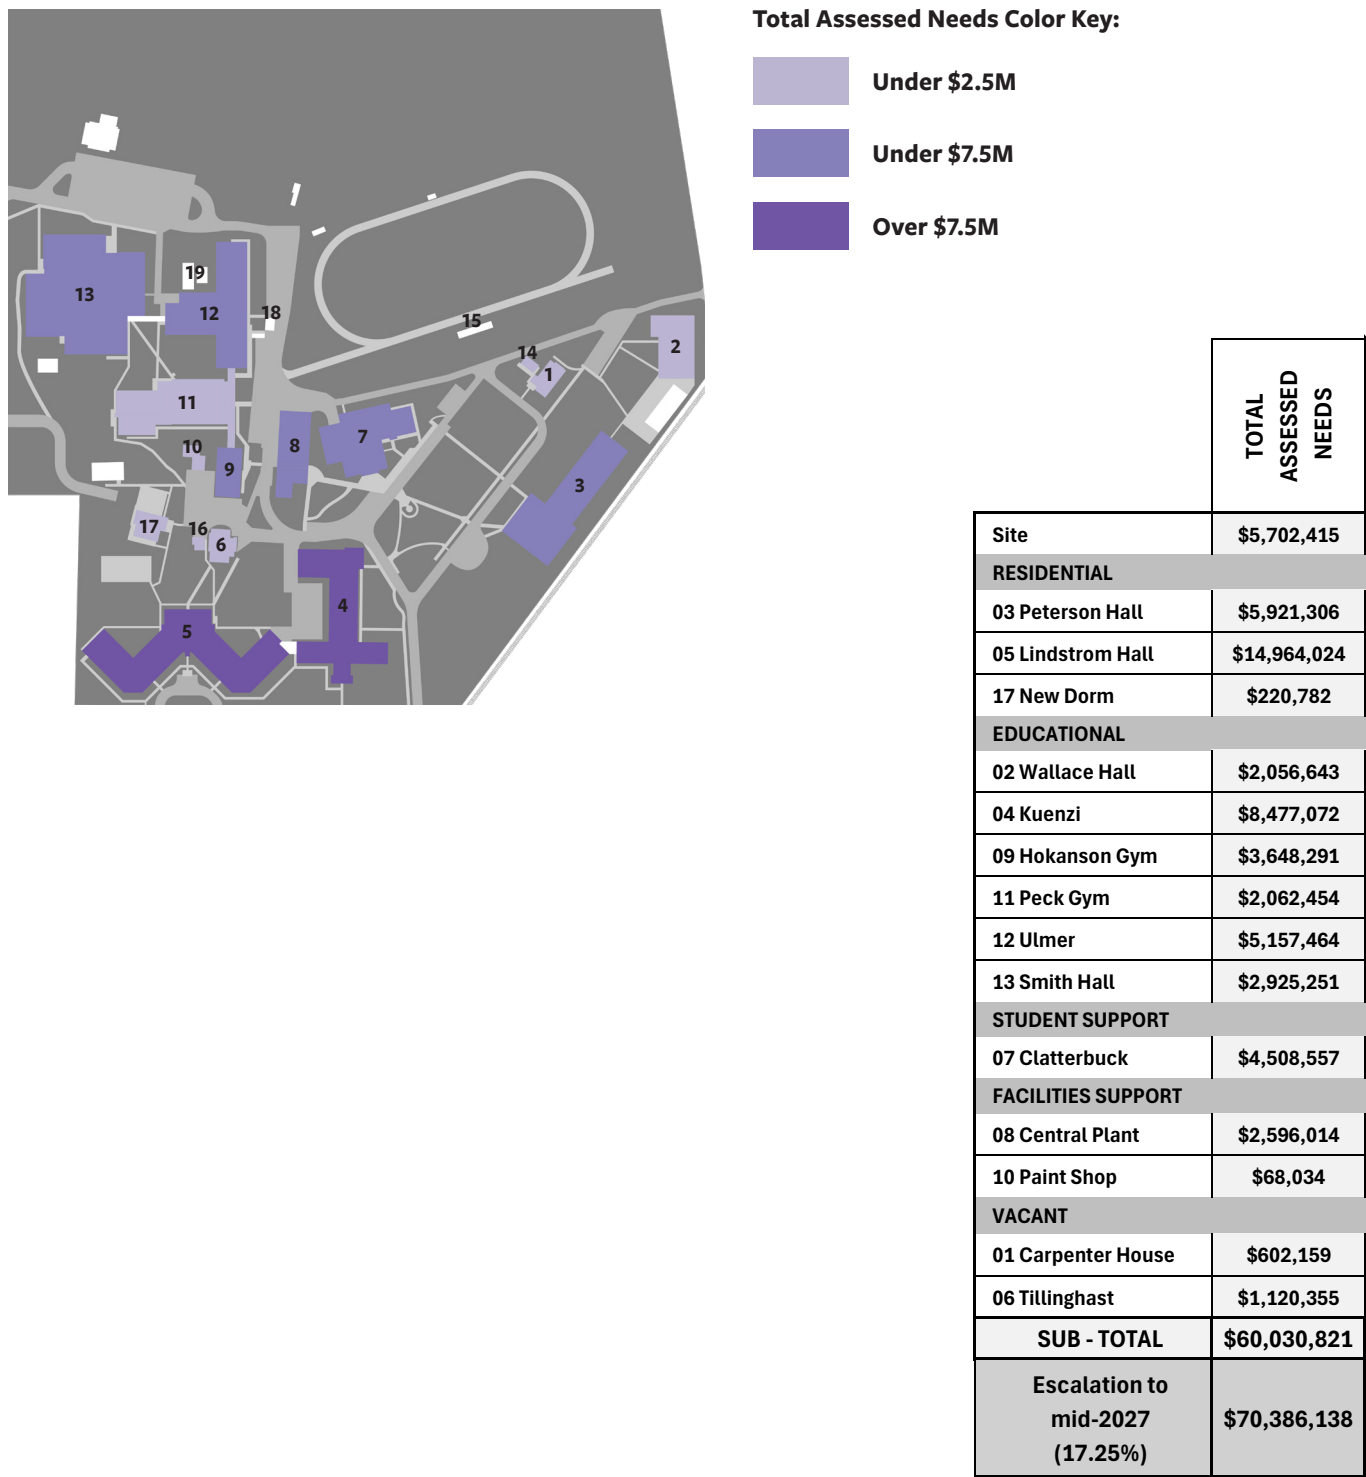 Total Assessed Needs Color Key:
Under $2.5M
Under $7.5M
Over $7.5M
19
13
12
18
15
14
1
2
11
7
8
10
9
3
17
16
6
4
5
TOTAL
ASSESSED
NEEDS
Site $5,702,415
RESIDENTIAL
03 Peterson Hall $5,921,306
05 Lindstrom Hall $14,964,024
17 New Dorm $220,782
EDUCATIONAL
02 Wallace Hall $2,056,643
04 Kuenzi $8,477,072
09 Hokanson Gym $3,648,291
11 Peck Gym $2,062,454
12 Ulmer $5,157,464
13 Smith Hall $2,925,251
STUDENT SUPPORT
07 Clatterbuck $4,508,557
FACILITIES SUPPORT
08 Central Plant $2,596,014
10 Paint Shop $68,034
VACANT
01 Carpenter House $602,159
06 Tillinghast $1,120,355
SUB - TOTAL $60,030,821
Escalation to
mid-2027 $70,386,138
(17.25%)